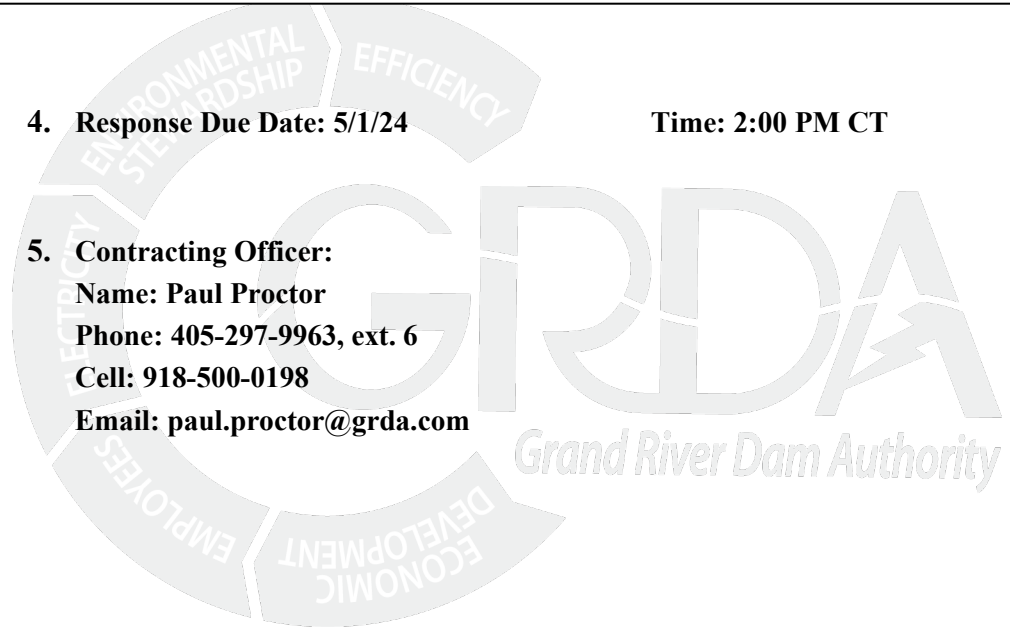 4. Response Due Date: 5/1/24 Time: 2:00 PM CT
5. Contracting Officer:
Name: Paul Proctor
Phone: 405-297-9963, ext. 6
Cell: 918-500-0198
Email: paul.proctor@grda.com
ENVIRONMENTAL
STEWARDSHIP
EFFICIENCY
ELECTRICITY
EMPLOYEES
ECONOMIC
DEVELOPMENT
GRDA
Grand River Dam Authority